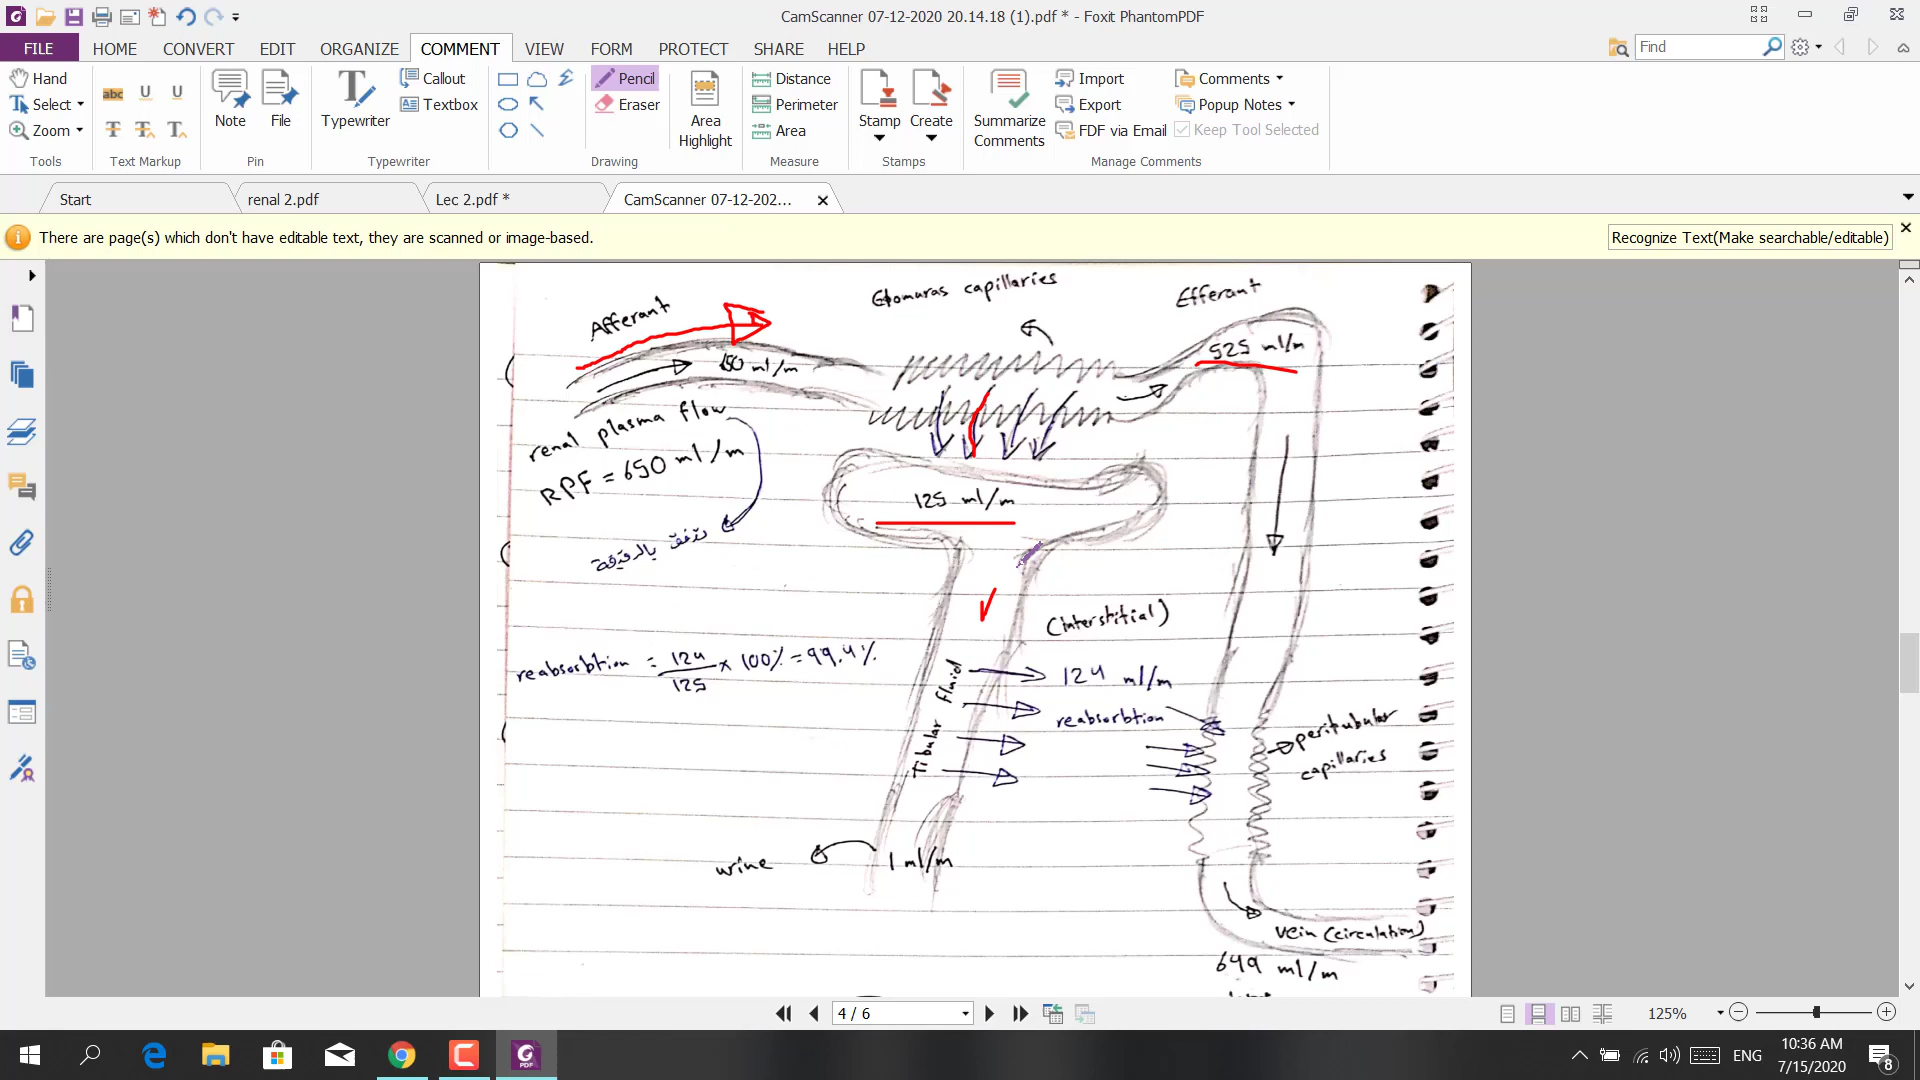 CamScanner 07-12-2020 20.14.18 (1).pdf * - Foxit PhantomPDF
FILE HOME CONVERT EDIT ORGANIZE COMMENT VIEW FORM PROTECT SHARE HELP
Find
Hand
Select
Zoom
Tools
abc
Text Markup
Note
File
Pin
Typewriter
Callout
Textbox
Typewriter
Pencil
Eraser
Drawing
Area Highlight
Distance
Perimeter
Area
Measure
Stamp
Create
Stamps
Summarize Comments
Import
Export
FDF via Email
Comments
Popup Notes
Keep Tool Selected
Manage Comments
Start
renal 2.pdf
Lec 2.pdf *
CamScanner 07-12-202...
There are page(s) which don't have editable text, they are scanned or image-based.
Recognize Text(Make searchable/editable)
Afferant
capillaries
Efferant
ml/m
525 ml/m
renal plasma flow
RPF = 650 ml/m
تدفق بالدقيقة
125 ml/m
(interstitial)
reabsorbtion = 124/125 x 100% = 99.4%
Tibular fluid
124 ml/m
reabsorbtion
peritubular
capillaries
urine
1 ml/m
vein (circulation)
649 ml/m
4 / 6
125%
ENG
10:36 AM
7/15/2020
8
PDF